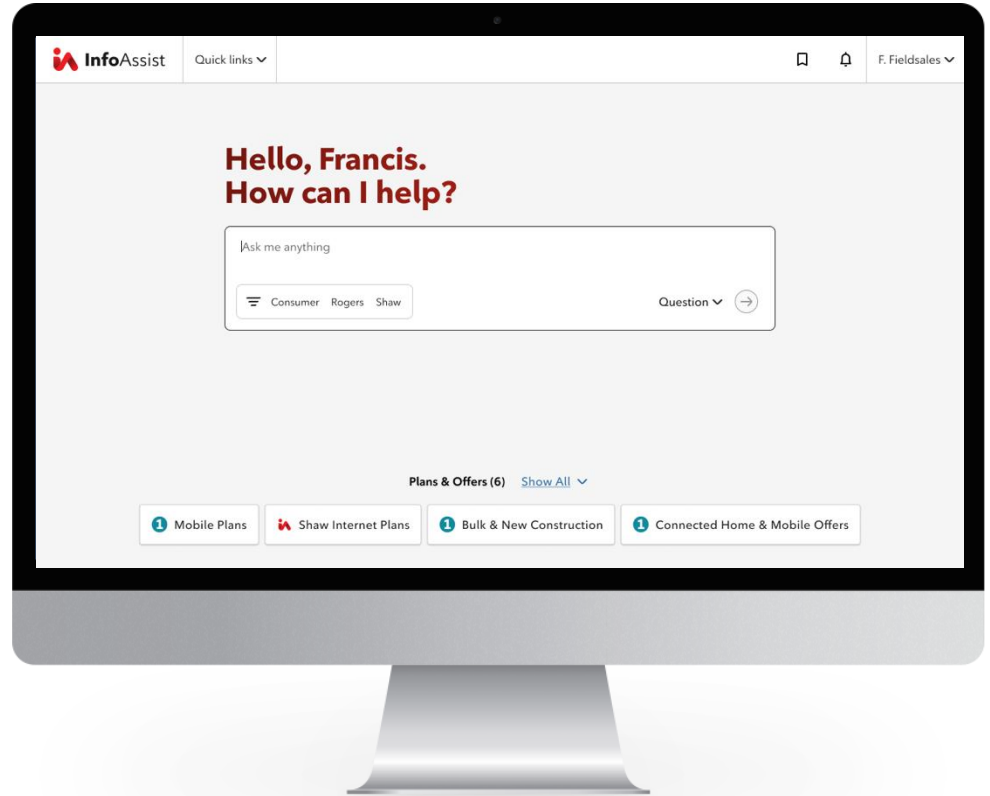 InfoAssist
Quick links
F. Fieldsales
Hello, Francis.
How can I help?
Ask me anything
Consumer Rogers Shaw
Question
Plans & Offers (6) Show All
1 Mobile Plans
Shaw Internet Plans
1 Bulk & New Construction
1 Connected Home & Mobile Offers